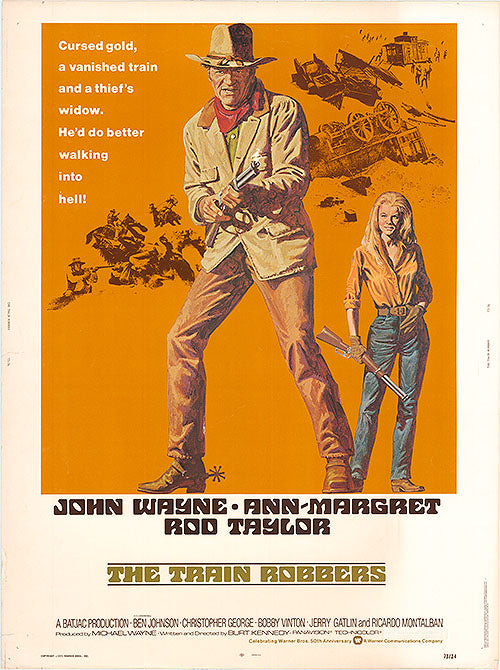 Cursed gold,
a vanished train
and a thief's
widow.
He'd do better
walking
into
hell!
JOHN WAYNE • ANN-MARGRET
ROD TAYLOR
THE TRAIN ROBBERS
A BATJAC PRODUCTION • BEN JOHNSON • CHRISTOPHER GEORGE • BOBBY VINTON • JERRY GATLIN and RICARDO MONTALBAN
Produced by MICHAEL WAYNE • Written and Directed by BURT KENNEDY • PANAVISION® TECHNICOLOR®
Celebrating Warner Bros. 50th Anniversary A Warner Communications Company
73/24